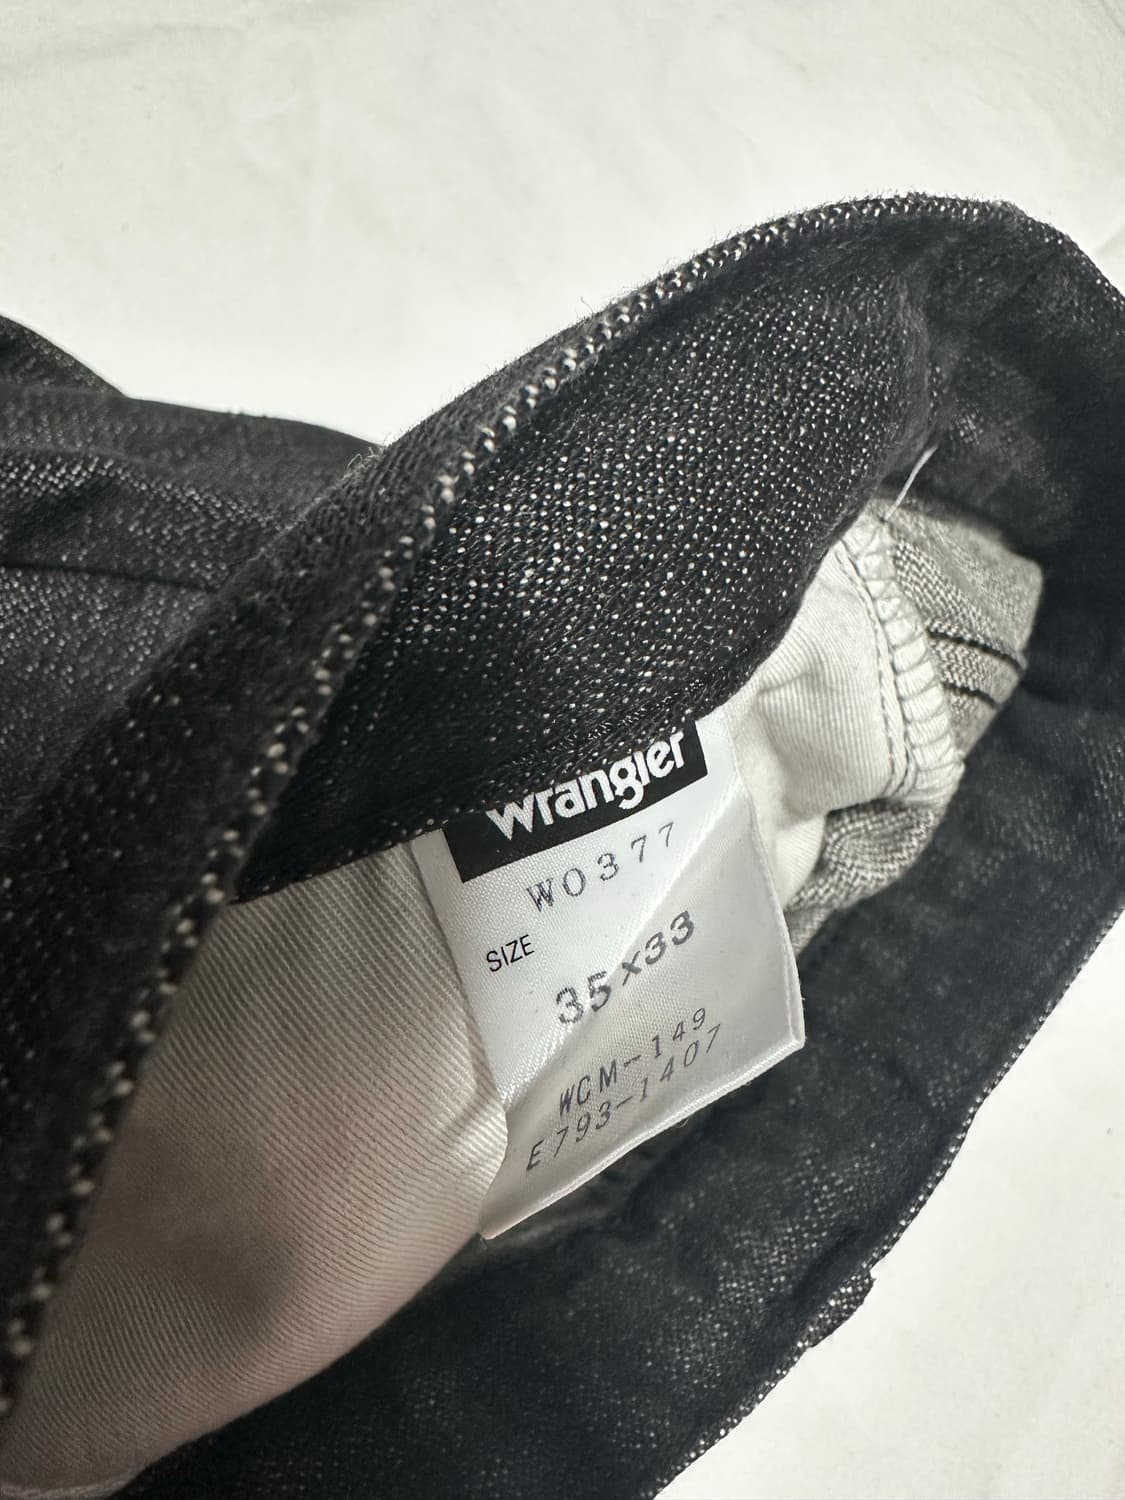 Wrangler
W0377
SIZE
35×33
WCM-149
E793-1407